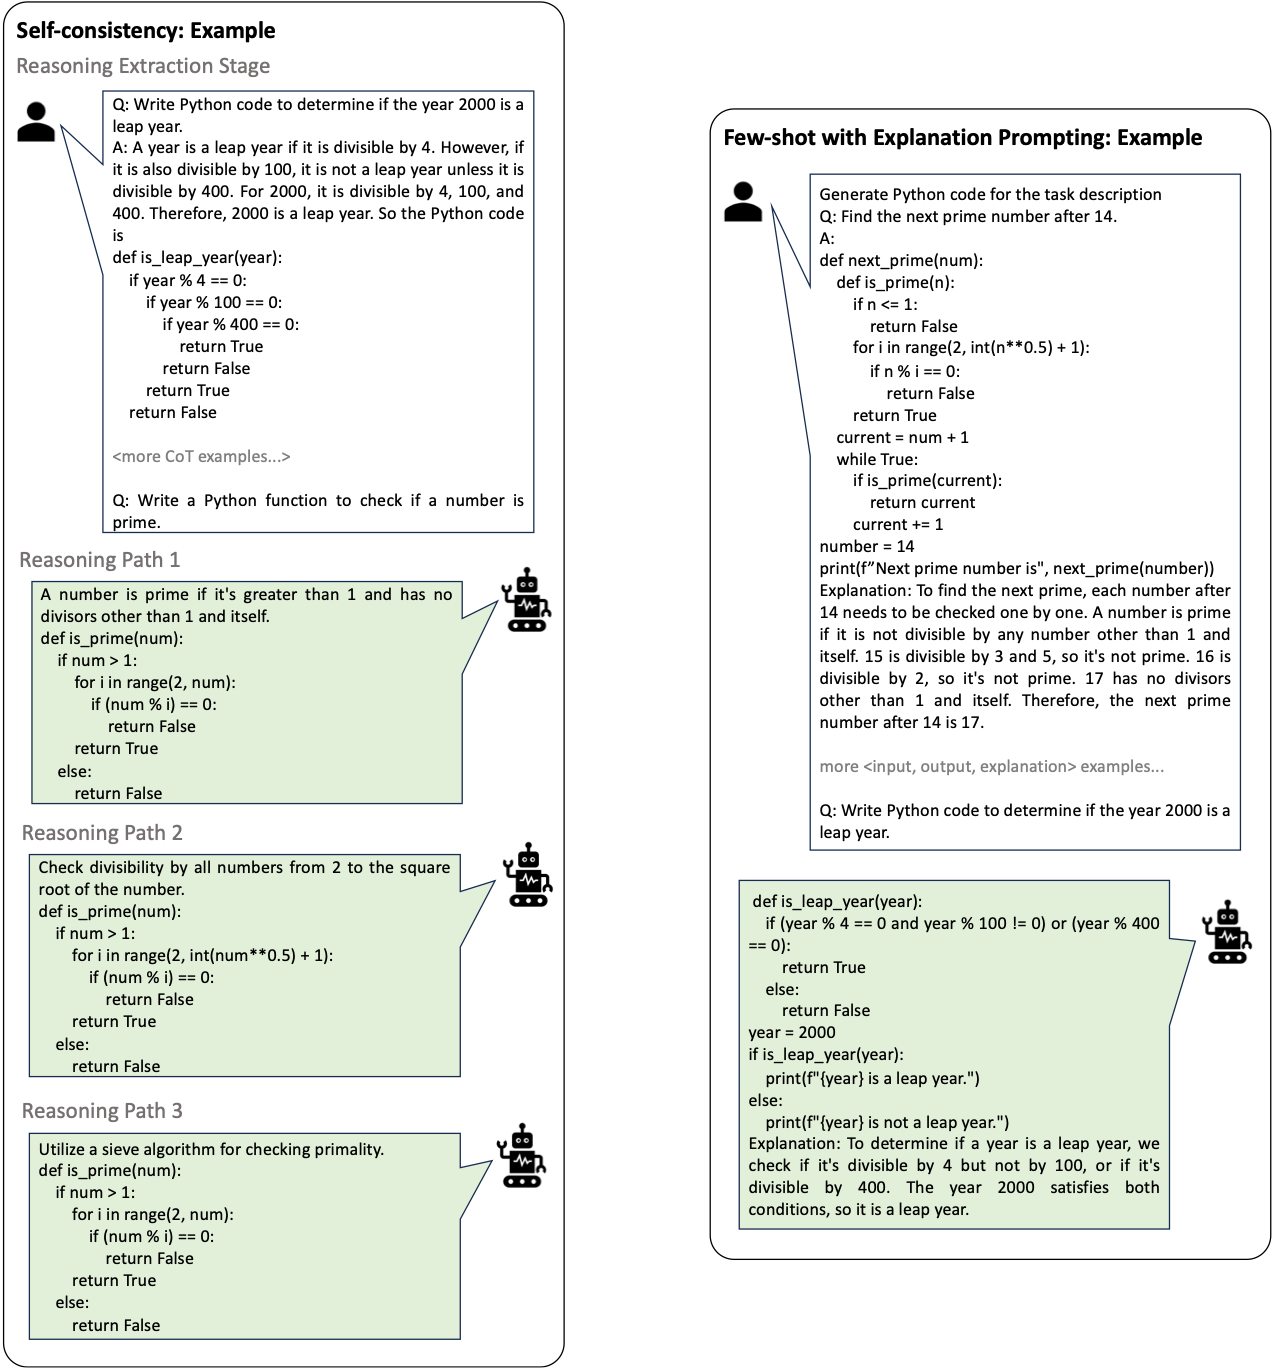 Self-consistency: Example
Reasoning Extraction Stage
Q: Write Python code to determine if the year 2000 is a
leap year.
A: A year is a leap year if it is divisible by 4. However, if
it is also divisible by 100, it is not a leap year unless it is
divisible by 400. For 2000, it is divisible by 4, 100, and
400. Therefore, 2000 is a leap year. So the Python code
is
def is_leap_year(year):
if year % 4 == 0:
if year % 100 == 0:
if year % 400 == 0:
return True
return False
return True
return False
<more CoT examples...>
Q: Write a Python function to check if a number is
prime.
Reasoning Path 1
A number is prime if it's greater than 1 and has no
divisors other than 1 and itself.
def is_prime(num):
if num > 1:
for i in range(2, num):
if (num % i) == 0:
return False
return True
else:
return False
Reasoning Path 2
Check divisibility by all numbers from 2 to the square
root of the number.
def is_prime(num):
if num > 1:
for i in range(2, int(num**0.5) + 1):
if (num % i) == 0:
return False
return True
else:
return False
Reasoning Path 3
Utilize a sieve algorithm for checking primality.
def is_prime(num):
if num > 1:
for i in range(2, num):
if (num % i) == 0:
return False
return True
else:
return False
Few-shot with Explanation Prompting: Example
Generate Python code for the task description
Q: Find the next prime number after 14.
A:
def next_prime(num):
def is_prime(n):
if n <= 1:
return False
for i in range(2, int(n**0.5) + 1):
if n % i == 0:
return False
return True
current = num + 1
while True:
if is_prime(current):
return current
current += 1
number = 14
print(f”Next prime number is", next_prime(number))
Explanation: To find the next prime, each number after
14 needs to be checked one by one. A number is prime
if it is not divisible by any number other than 1 and
itself. 15 is divisible by 3 and 5, so it's not prime. 16 is
divisible by 2, so it's not prime. 17 has no divisors
other than 1 and itself. Therefore, the next prime
number after 14 is 17.
more <input, output, explanation> examples...
Q: Write Python code to determine if the year 2000 is a
leap year.
def is_leap_year(year):
if (year % 4 == 0 and year % 100 != 0) or (year % 400
== 0):
return True
else:
return False
year = 2000
if is_leap_year(year):
print(f"{year} is a leap year.")
else:
print(f"{year} is not a leap year.")
Explanation: To determine if a year is a leap year, we
check if it's divisible by 4 but not by 100, or if it's
divisible by 400. The year 2000 satisfies both
conditions, so it is a leap year.